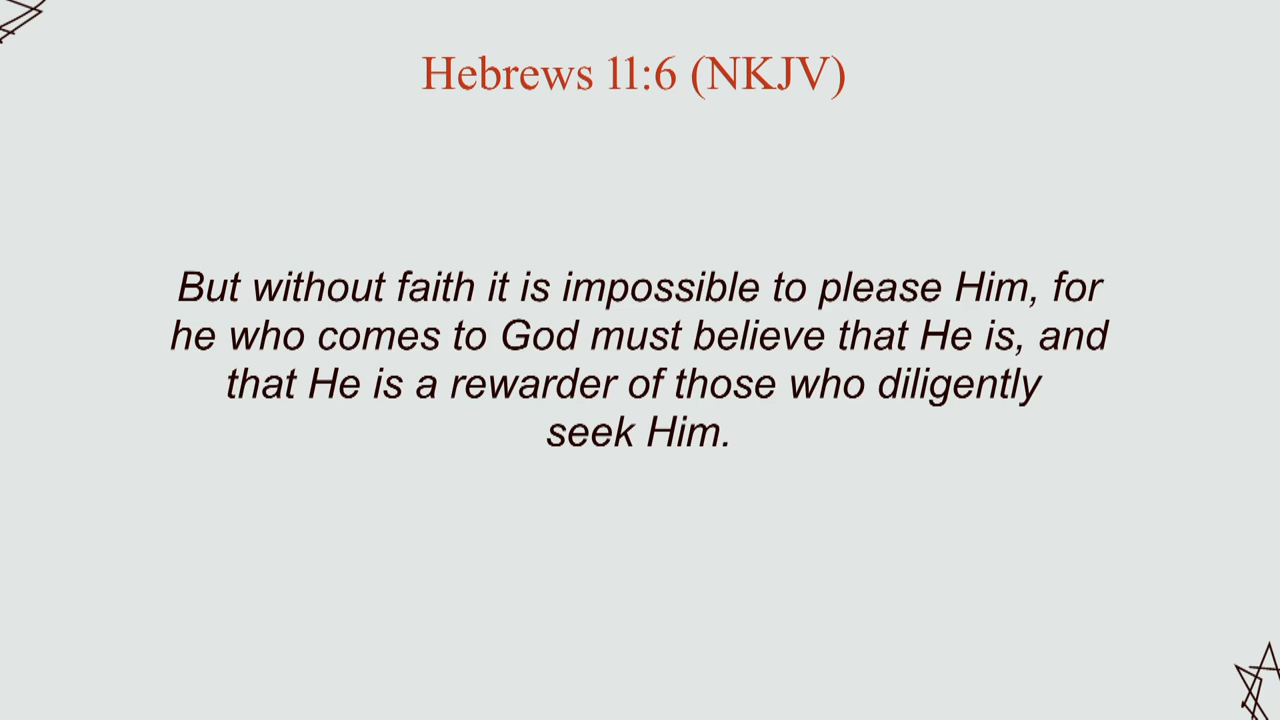 Hebrews 11:6 (NKJV)
But without faith it is impossible to please Him, for
he who comes to God must believe that He is, and
that He is a rewarder of those who diligently
seek Him.